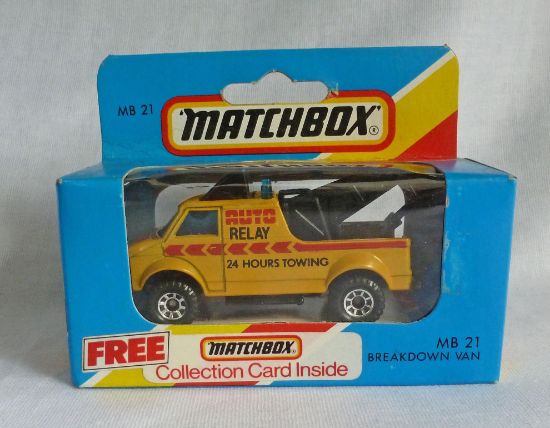 MB 21
"MATCHBOX"®
AUTO
RELAY
24 HOURS TOWING
FREE
"MATCHBOX"®
Collection Card Inside
MB 21
BREAKDOWN VAN